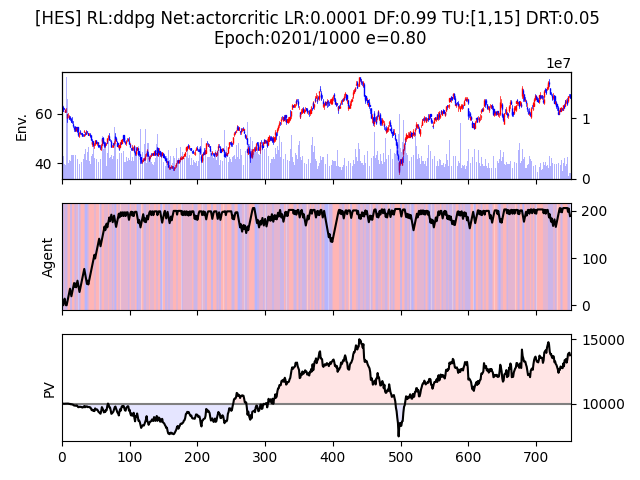 [HES] RL:ddpg Net:actorcritic LR:0.0001 DF:0.99 TU:[1,15] DRT:0.05
Epoch:0201/1000 e=0.80
1e7
Env.
60
40
1
0
Agent
200
100
0
PV
15000
10000
0 100 200 300 400 500 600 700